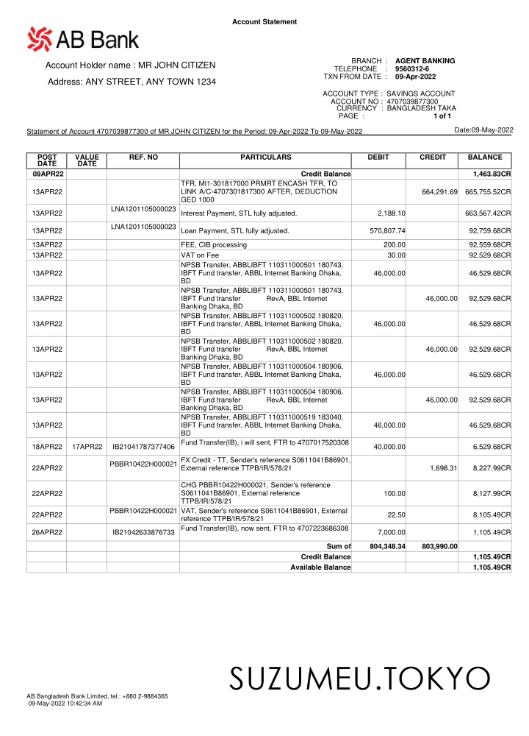 Account Statement
AB Bank
Account Holder name : MR JOHN CITIZEN
Address: ANY STREET, ANY TOWN 1234
BRANCH : AGENT BANKING
TELEPHONE : 9560312-6
TXN FROM DATE : 09-Apr-2022
ACCOUNT TYPE : SAVINGS ACCOUNT
ACCOUNT NO : 4707039877300
CURRENCY : BANGLADESH TAKA
PAGE : 1 of 1
Statement of Account 4707039877300 of MR JOHN CITIZEN for the Period: 09-Apr-2022 To 09-May-2022 Date:09-May-2022
POST DATE VALUE DATE REF. NO PARTICULARS DEBIT CREDIT BALANCE
09APR22 Credit Balance 1,463.83CR
13APR22 TFR, MI1-301817000 PRMRT ENCASH TFR, TO LINK A/C-4707301817300 AFTER, DEDUCTION GED 1000 664,291.69 665,755.52CR
13APR22 LNA1201105000023 Interest Payment, STL fully adjusted. 2,188.10 663,567.42CR
13APR22 LNA1201105000023 Loan Payment, STL fully adjusted. 570,807.74 92,759.68CR
13APR22 FEE, CIB processing 200.00 92,559.68CR
13APR22 VAT on Fee 30.00 92,529.68CR
13APR22 NPSB Transfer, ABBLIBFT 110311000501 180743, IBFT Fund transfer, ABBL Internet Banking Dhaka, BD 46,000.00 46,529.68CR
13APR22 NPSB Transfer, ABBLIBFT 110311000501 180743, IBFT Fund transfer RevA, BBL Internet Banking Dhaka, BD 46,000.00 92,529.68CR
13APR22 NPSB Transfer, ABBLIBFT 110311000502 180820, IBFT Fund transfer, ABBL Internet Banking Dhaka, BD 46,000.00 46,529.68CR
13APR22 NPSB Transfer, ABBLIBFT 110311000502 180820, IBFT Fund transfer RevA, BBL Internet Banking Dhaka, BD 46,000.00 92,529.68CR
13APR22 NPSB Transfer, ABBLIBFT 110311000504 180906, IBFT Fund transfer, ABBL Internet Banking Dhaka, BD 46,000.00 46,529.68CR
13APR22 NPSB Transfer, ABBLIBFT 110311000504 180906, IBFT Fund transfer RevA, BBL Internet Banking Dhaka, BD 46,000.00 92,529.68CR
13APR22 NPSB Transfer, ABBLIBFT 110311000519 183040, IBFT Fund transfer, ABBL Internet Banking Dhaka, BD 46,000.00 46,529.68CR
18APR22 17APR22 IB21041787377406 Fund Transfer(IB), i will sent, FTR to 4707017520308 40,000.00 6,529.68CR
22APR22 PBBR10422H000021 FX Credit - TT, Sender's reference S0611041B86901, External reference TTPB/IR/578/21 1,698.31 8,227.99CR
22APR22 CHG PBBR10422H000021, Sender's reference S0611041B86901, External reference TTPB/IR/578/21 100.00 8,127.99CR
22APR22 PBBR10422H000021 VAT, Sender's reference S0611041B86901, External reference TTPB/IR/578/21 22.50 8,105.49CR
26APR22 IB21042633876733 Fund Transfer(IB), now sent, FTR to 4707223686308 7,000.00 1,105.49CR
Sum of 804,348.34 803,990.00
Credit Balance 1,105.49CR
Available Balance 1,105.49CR
SUZUMEU.TOKYO
AB Bangladesh Bank Limited, tel.: +880 2-9884365
09-May-2022 10:42:34 AM